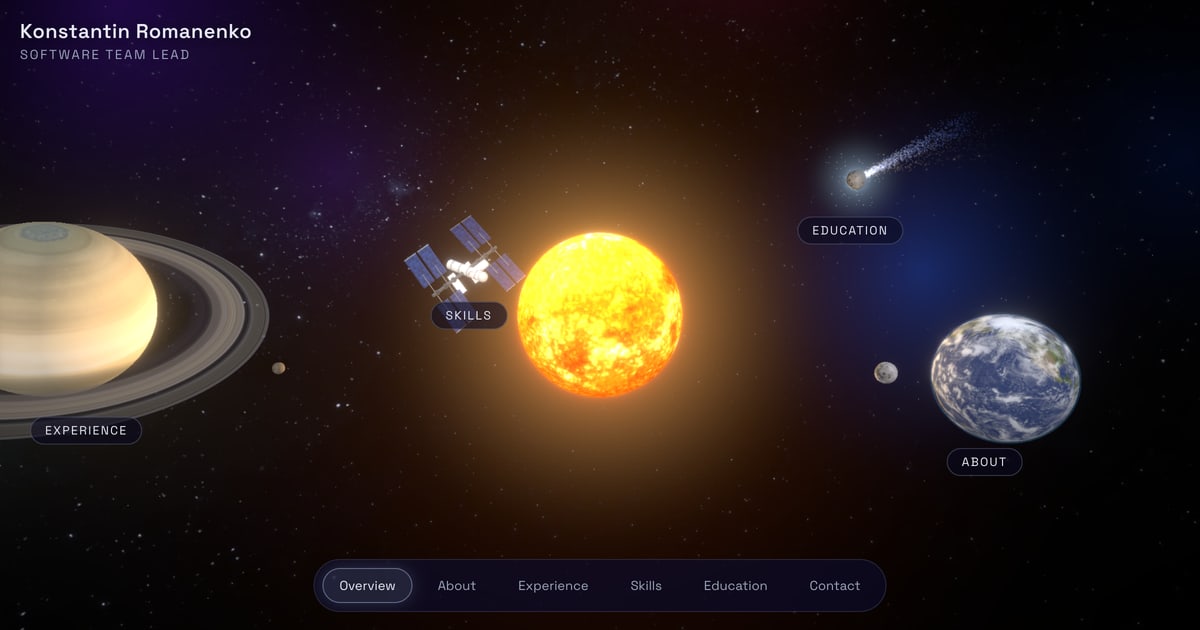 Konstantin Romanenko
SOFTWARE TEAM LEAD
EDUCATION
SKILLS
EXPERIENCE
ABOUT
Overview About Experience Skills Education Contact